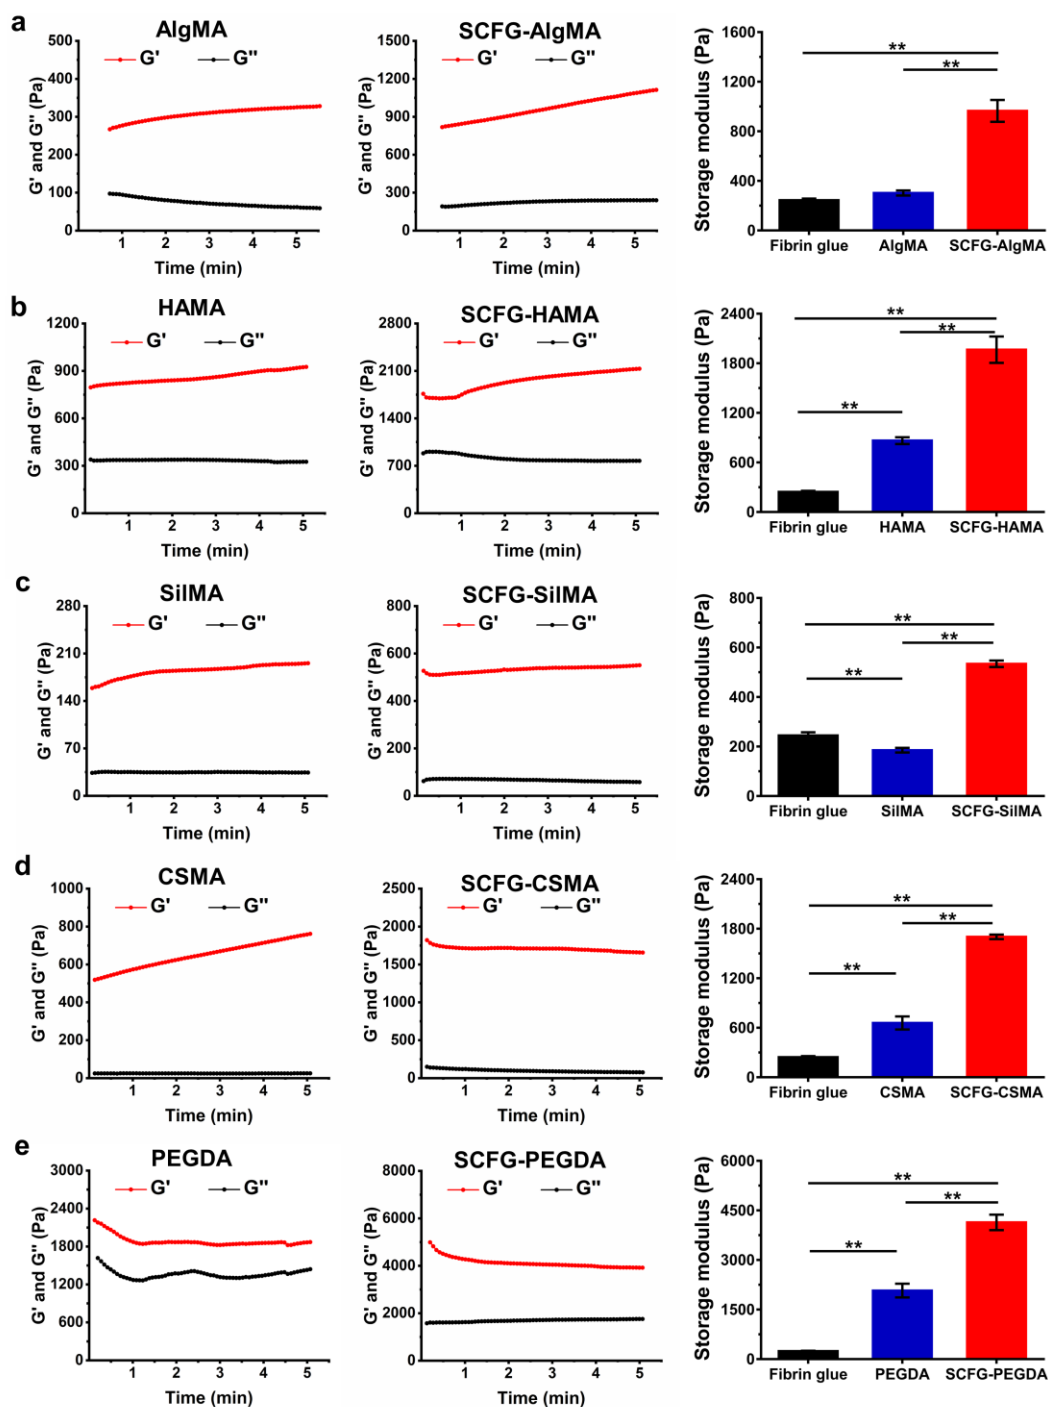 a
AlgMA
G' G"
G' and G" (Pa)
500
400
300
200
100
0
1 2 3 4 5
Time (min)
SCFG-AlgMA
G' G"
G' and G" (Pa)
1500
1200
900
600
300
0
1 2 3 4 5
Time (min)
Storage modulus (Pa)
1600
1200
800
400
0
**
**
Fibrin glue AlgMA SCFG-AlgMA
b
HAMA
G' G"
G' and G" (Pa)
1200
900
600
300
0
1 2 3 4 5
Time (min)
SCFG-HAMA
G' G"
G' and G" (Pa)
2800
2100
1400
700
0
1 2 3 4 5
Time (min)
Storage modulus (Pa)
2400
1800
1200
600
0
**
**
**
Fibrin glue HAMA SCFG-HAMA
c
SilMA
G' G"
G' and G" (Pa)
280
210
140
70
0
1 2 3 4 5
Time (min)
SCFG-SilMA
G' G"
G' and G" (Pa)
800
600
400
200
0
1 2 3 4 5
Time (min)
Storage modulus (Pa)
800
600
400
200
0
**
**
**
Fibrin glue SilMA SCFG-SilMA
d
CSMA
G' G"
G' and G" (Pa)
1000
800
600
400
200
0
1 2 3 4 5
Time (min)
SCFG-CSMA
G' G"
G' and G" (Pa)
2500
2000
1500
1000
500
0
1 2 3 4 5
Time (min)
Storage modulus (Pa)
2400
1800
1200
600
0
**
**
**
Fibrin glue CSMA SCFG-CSMA
e
PEGDA
G' G"
G' and G" (Pa)
3000
2400
1800
1200
600
0
1 2 3 4 5
Time (min)
SCFG-PEGDA
G' G"
G' and G" (Pa)
8000
6000
4000
2000
0
1 2 3 4 5
Time (min)
Storage modulus (Pa)
6000
4500
3000
1500
0
**
**
**
Fibrin glue PEGDA SCFG-PEGDA